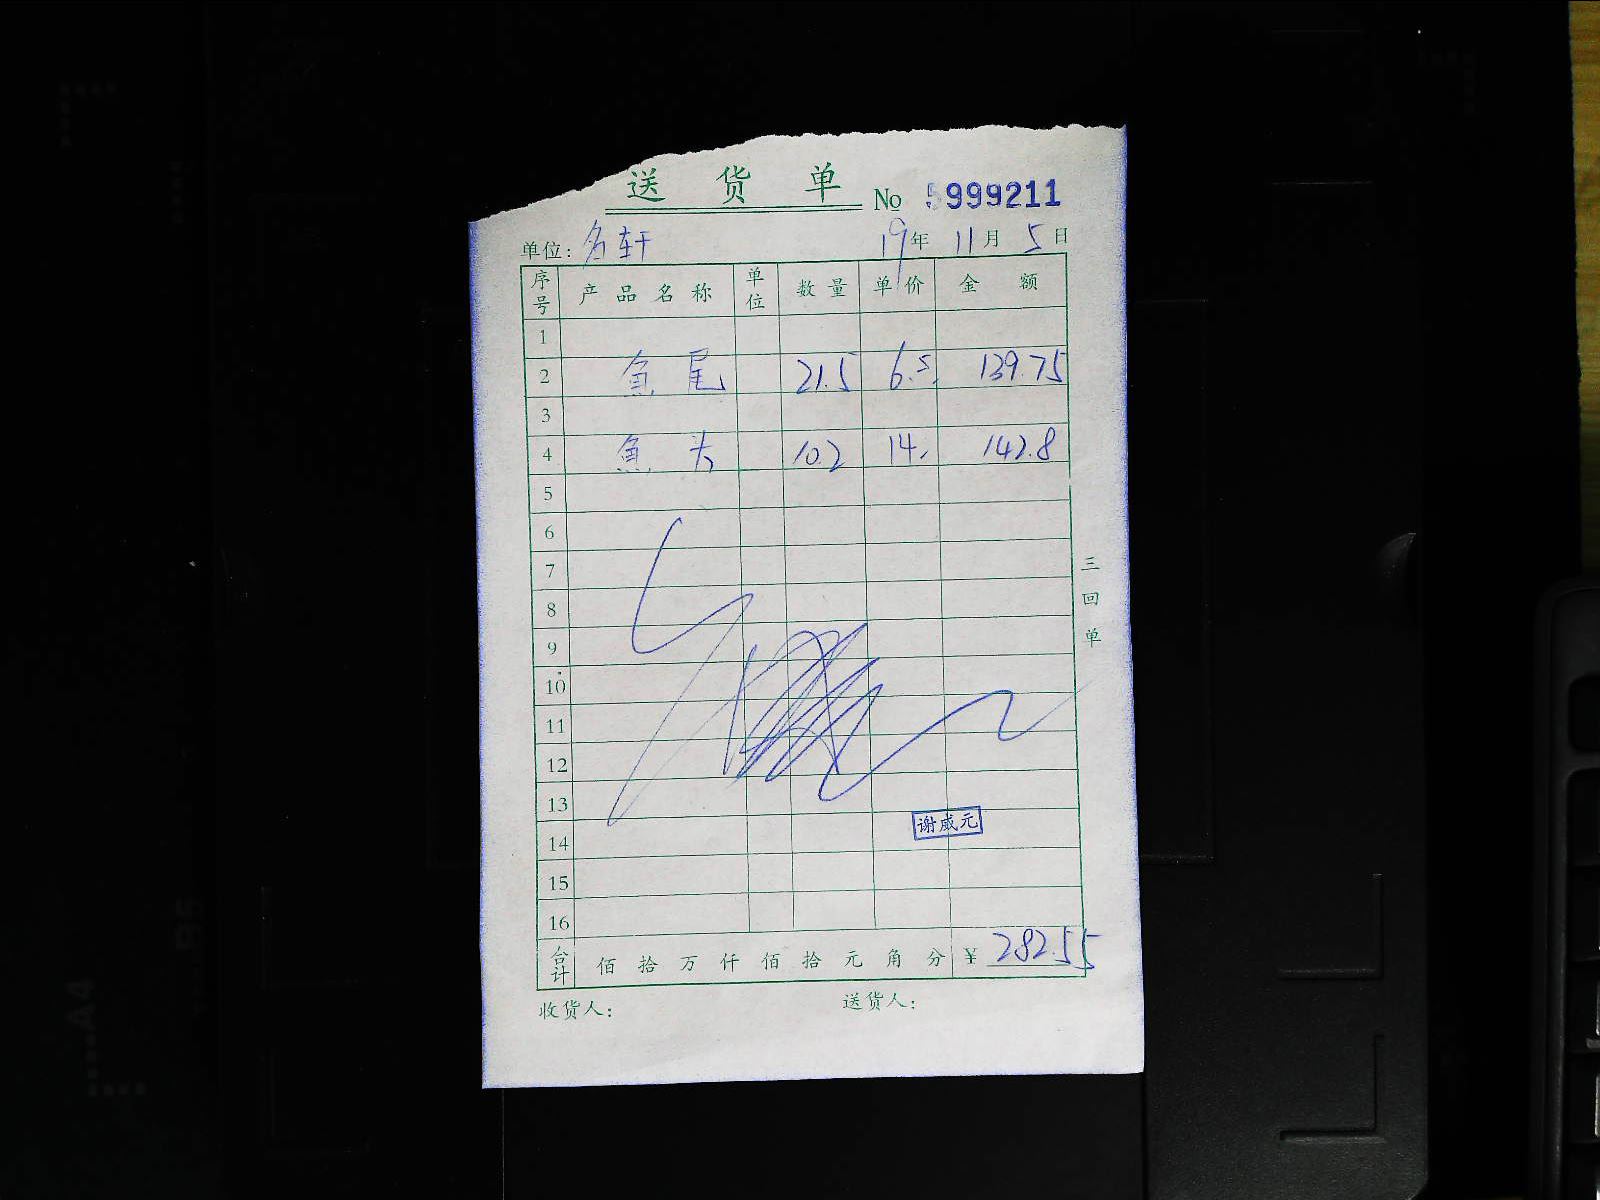 送 货 单 No 5999211
单位: 名轩 19年 11月 5日
序号 产品名称 单位 数量 单价 金额
1
2 鱼尾 21.5 6.5 139.75
3
4 鱼头 10.2 14. 142.8
5
6
7
8
9
10
11
12
13
谢威元
14
15
16
合计 佰 拾 万 仟 佰 拾 元 角 分 ¥ 282.55
收货人: 送货人:
三回单